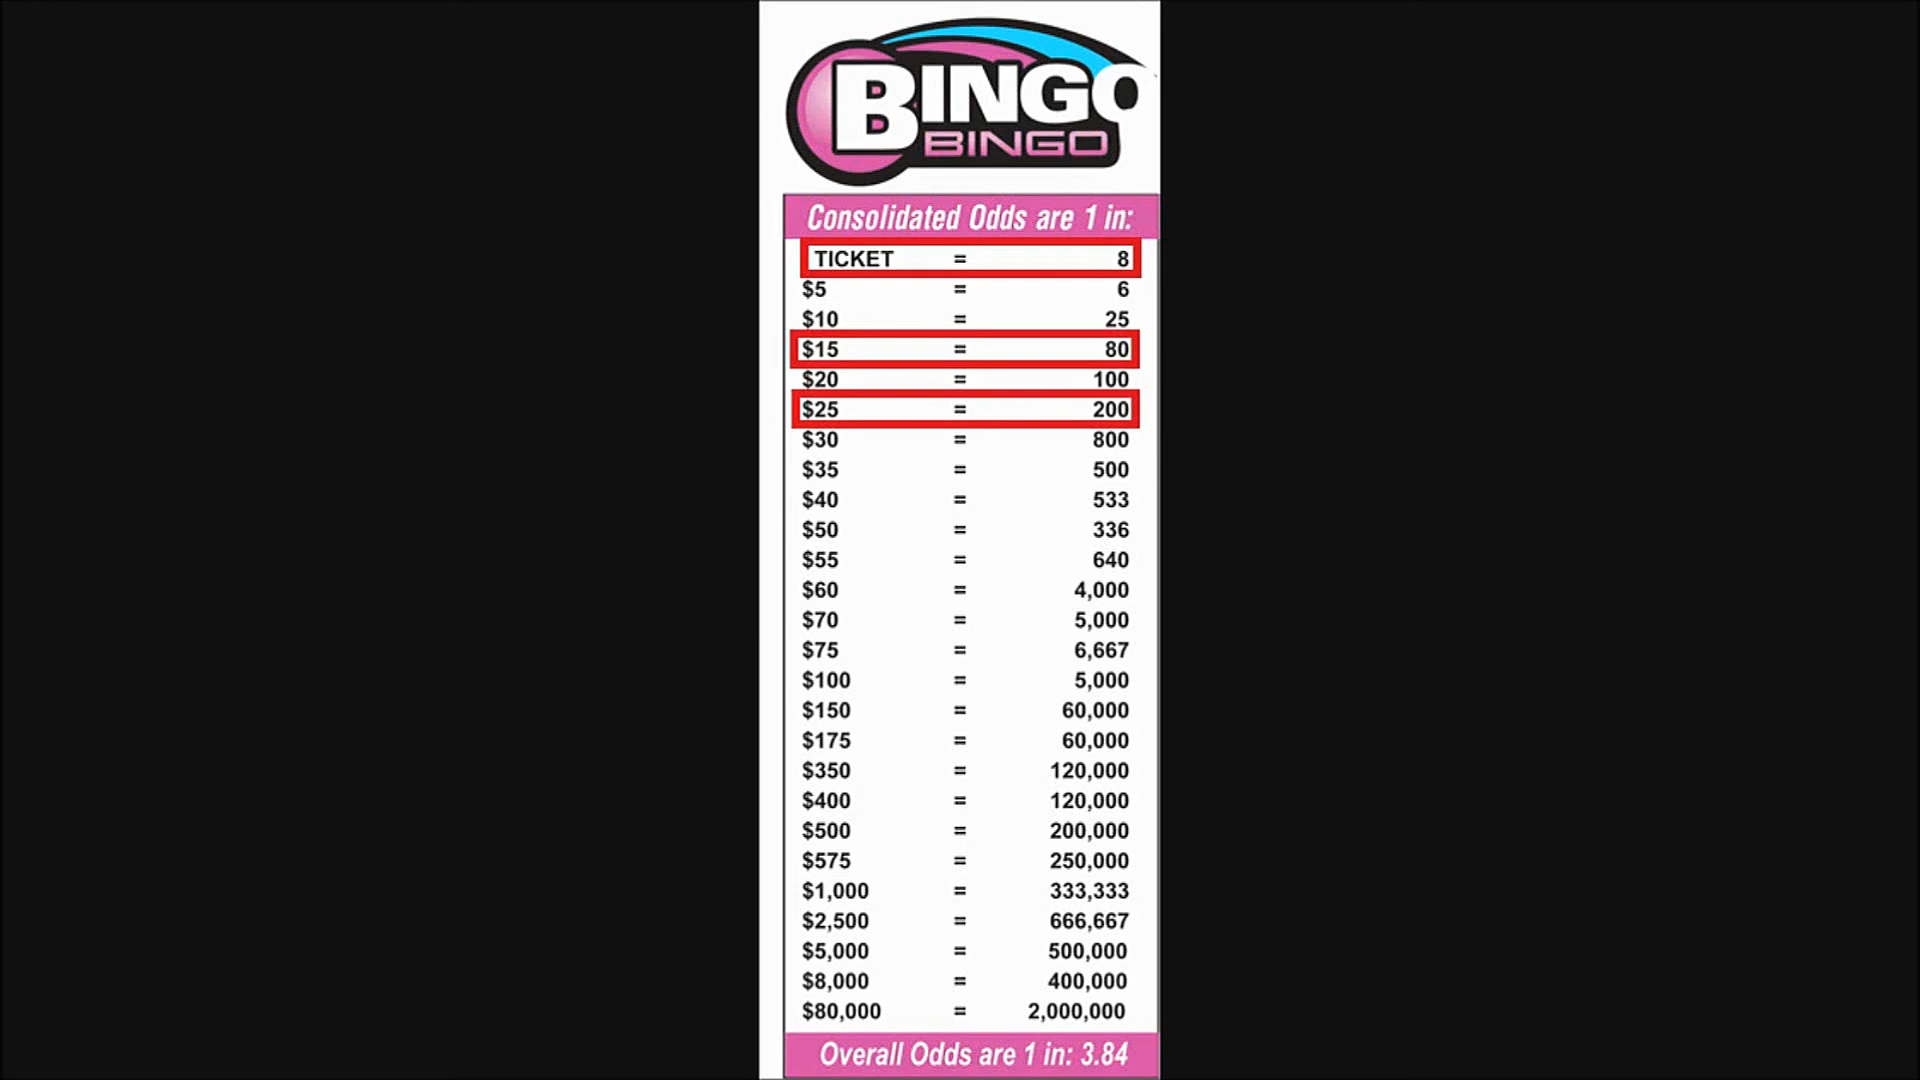 BINGO
BINGO
Consolidated Odds are 1 in:
TICKET = 8
$5 = 6
$10 = 25
$15 = 80
$20 = 100
$25 = 200
$30 = 800
$35 = 500
$40 = 533
$50 = 336
$55 = 640
$60 = 4,000
$70 = 5,000
$75 = 6,667
$100 = 5,000
$150 = 60,000
$175 = 60,000
$350 = 120,000
$400 = 120,000
$500 = 200,000
$575 = 250,000
$1,000 = 333,333
$2,500 = 666,667
$5,000 = 500,000
$8,000 = 400,000
$80,000 = 2,000,000
Overall Odds are 1 in: 3.84